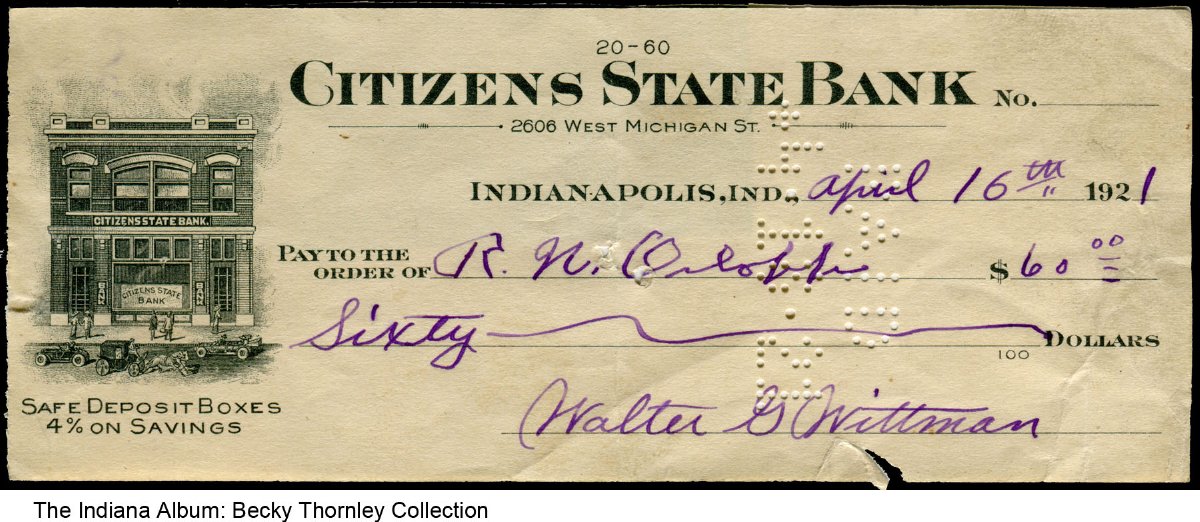 20-60
CITIZENS STATE BANK No.
2606 WEST MICHIGAN ST.
INDIANAPOLIS, IND., April 16th 1921
PAY TO THE ORDER OF R. N. $60 00
Sixty DOLLARS
100
Walter G Wittman
CITIZENS STATE BANK.
CITIZENS STATE BANK
BANK
BANK
SAFE DEPOSIT BOXES
4% ON SAVINGS
The Indiana Album: Becky Thornley Collection